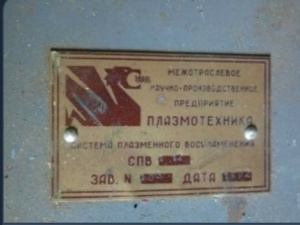 МЕЖОТРАСЛЕВОЕ
НАУЧНО-ПРОИЗВОДСТВЕННОЕ
ПРЕДПРИЯТИЕ
ПЛАЗМОТЕХНИКА
СИСТЕМА ПЛАЗМЕННОГО ВОСПЛАМЕНЕНИЯ
СПВ
ЗАВ. N ДАТА